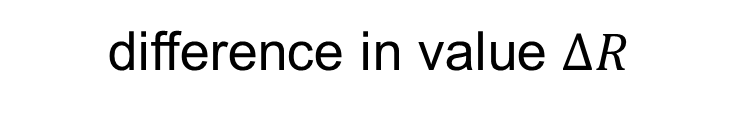 difference in value Δ𝑅